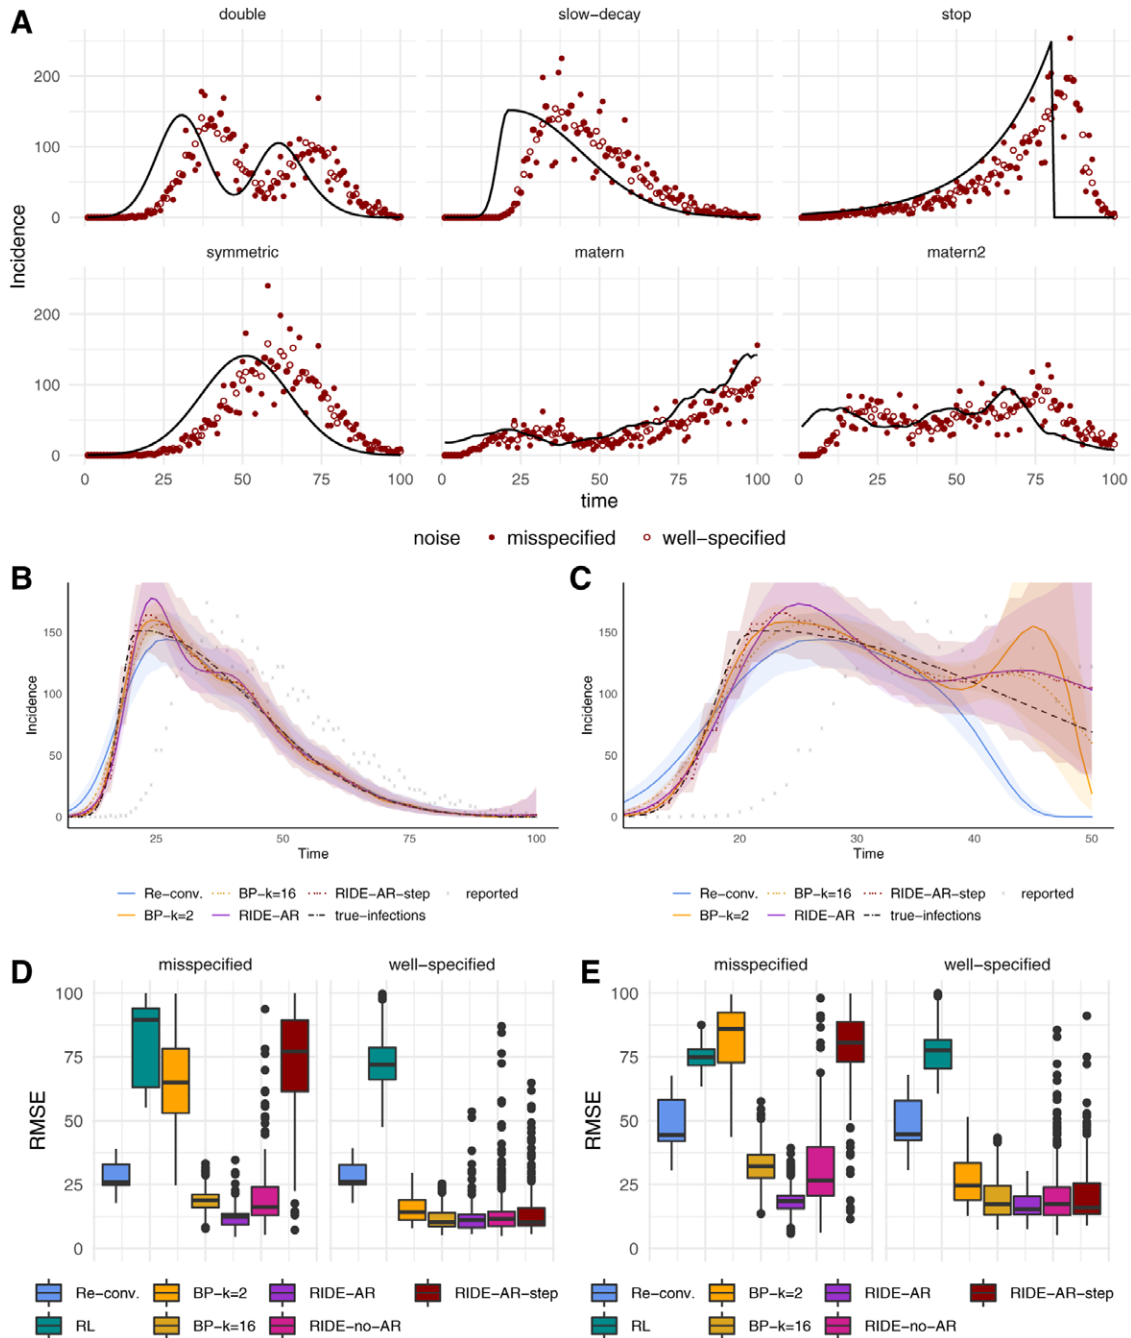 A
double
slow−decay
stop
200
100
0
symmetric
matern
matern2
200
100
0
Incidence
0 25 50 75 100
0 25 50 75 100
0 25 50 75 100
time
noise misspecified well−specified
B
150
100
50
0
Incidence
25 50 75 100
Time
Re−conv. BP−k=16 RIDE−AR−step reported
BP−k=2 RIDE−AR true−infections
C
150
100
50
0
Incidence
20 30 40 50
Time
Re−conv. BP−k=16 RIDE−AR−step reported
BP−k=2 RIDE−AR true−infections
D
misspecified well−specified
100
75
50
25
0
RMSE
Re−conv. BP−k=2 RIDE−AR RIDE−AR−step
RL BP−k=16 RIDE−no−AR
E
misspecified well−specified
100
75
50
25
0
RMSE
Re−conv. BP−k=2 RIDE−AR RIDE−AR−step
RL BP−k=16 RIDE−no−AR